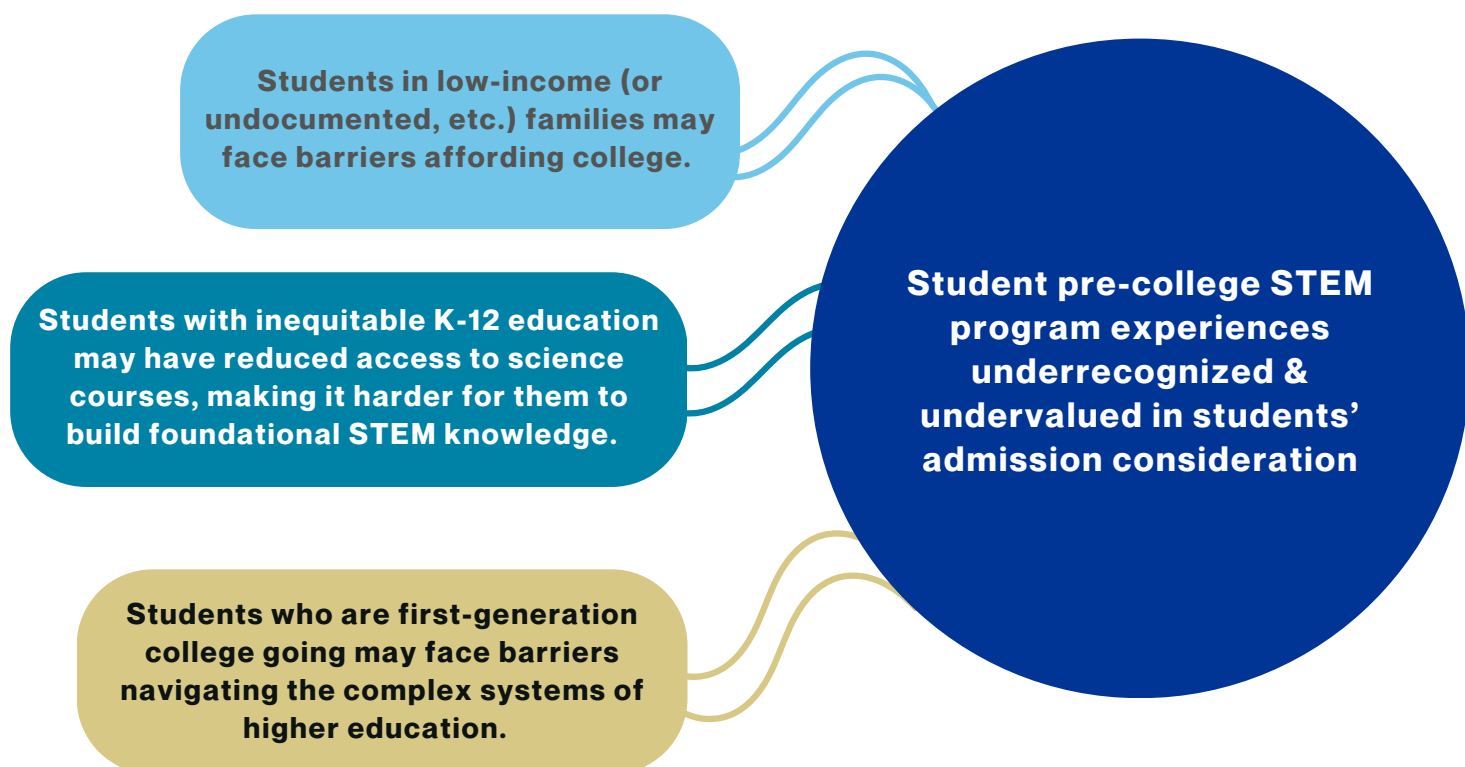 Students in low-income (or
undocumented, etc.) families may
face barriers affording college.
Students with inequitable K-12 education
may have reduced access to science
courses, making it harder for them to
build foundational STEM knowledge.
Students who are first-generation
college going may face barriers
navigating the complex systems of
higher education.
Student pre-college STEM
program experiences
underrecognized &
undervalued in students’
admission consideration